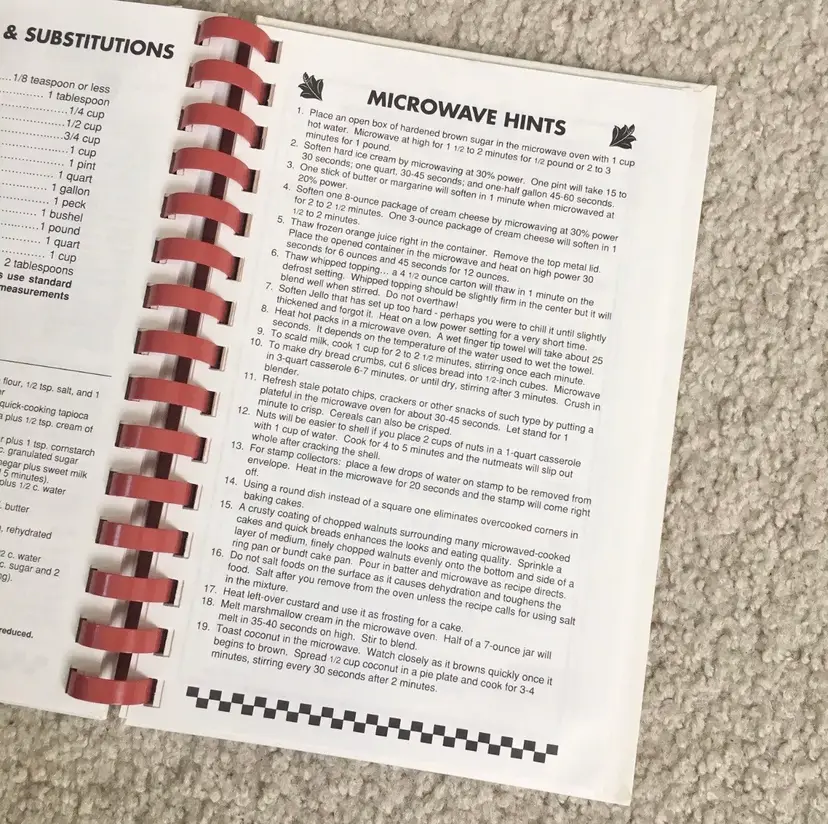 & SUBSTITUTIONS
....1/8 teaspoon or less
1 tablespoon
1/4 cup
1/2 cup
3/4 cup
1 cup
1 pint
1 quart
1 gallon
1 peck
1 bushel
1 pound
1 quart
1 cup
2 tablespoons
use standard
measurements
flour, 1/2 tsp. salt, and 1
quick-cooking tapioca
plus 1/2 tsp. cream of
plus 1 tsp. cornstarch
c. granulated sugar
plus sweet milk
5 minutes).
plus 1/2 c. water
butter
rehydrated
c. water
c. sugar and 2
reduced.
MICROWAVE HINTS
1. Place an open box of hardened brown sugar in the microwave oven with 1 cup
hot water. Microwave at high for 1 1/2 to 2 minutes for 1/2 pound or 2 to 3
minutes for 1 pound.
2. Soften hard ice cream by microwaving at 30% power. One pint will take 15 to
30 seconds; one quart, 30-45 seconds; and one-half gallon 45-60 seconds.
3. One stick of butter or margarine will soften in 1 minute when microwaved at
20% power.
4. Soften one 8-ounce package of cream cheese by microwaving at 30% power
for 2 to 2 1/2 minutes. One 3-ounce package of cream cheese will soften in 1
1/2 to 2 minutes.
5. Thaw frozen orange juice right in the container. Remove the top metal lid.
Place the opened container in the microwave and heat on high power 30
seconds for 6 ounces and 45 seconds for 12 ounces.
6. Thaw whipped topping... a 4 1/2 ounce carton will thaw in 1 minute on the
defrost setting. Whipped topping should be slightly firm in the center but it will
blend well when stirred. Do not overthaw!
7. Soften Jello that has set up too hard - perhaps you were to chill it until slightly
thickened and forgot it. Heat on a low power setting for a very short time.
8. Heat hot packs in a microwave oven. A wet finger tip towel will take about 25
seconds. It depends on the temperature of the water used to wet the towel.
9. To scald milk, cook 1 cup for 2 to 2 1/2 minutes, stirring once each minute.
10. To make dry bread crumbs, cut 6 slices bread into 1/2-inch cubes. Microwave
in 3-quart casserole 6-7 minutes, or until dry, stirring after 3 minutes. Crush in
blender.
11. Refresh stale potato chips, crackers or other snacks of such type by putting a
plateful in the microwave oven for about 30-45 seconds. Let stand for 1
minute to crisp. Cereals can also be crisped.
12. Nuts will be easier to shell if you place 2 cups of nuts in a 1-quart casserole
with 1 cup of water. Cook for 4 to 5 minutes and the nutmeats will slip out
whole after cracking the shell.
13. For stamp collectors: place a few drops of water on stamp to be removed from
envelope. Heat in the microwave for 20 seconds and the stamp will come right
off.
14. Using a round dish instead of a square one eliminates overcooked corners in
baking cakes.
15. A crusty coating of chopped walnuts surrounding many microwaved-cooked
cakes and quick breads enhances the looks and eating quality. Sprinkle a
layer of medium, finely chopped walnuts evenly onto the bottom and side of a
ring pan or bundt cake pan. Pour in batter and microwave as recipe directs.
16. Do not salt foods on the surface as it causes dehydration and toughens the
food. Salt after you remove from the oven unless the recipe calls for using salt
in the mixture.
17. Heat left-over custard and use it as frosting for a cake.
18. Melt marshmallow cream in the microwave oven. Half of a 7-ounce jar will
melt in 35-40 seconds on high. Stir to blend.
19. Toast coconut in the microwave. Watch closely as it browns quickly once it
begins to brown. Spread 1/2 cup coconut in a pie plate and cook for 3-4
minutes, stirring every 30 seconds after 2 minutes.